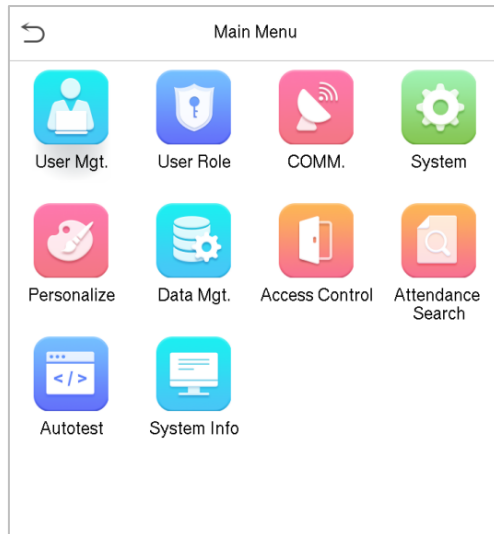 Main Menu
User Mgt.
User Role
COMM.
System
Personalize
Data Mgt.
Access Control
Attendance
Search
</>
Autotest
System Info